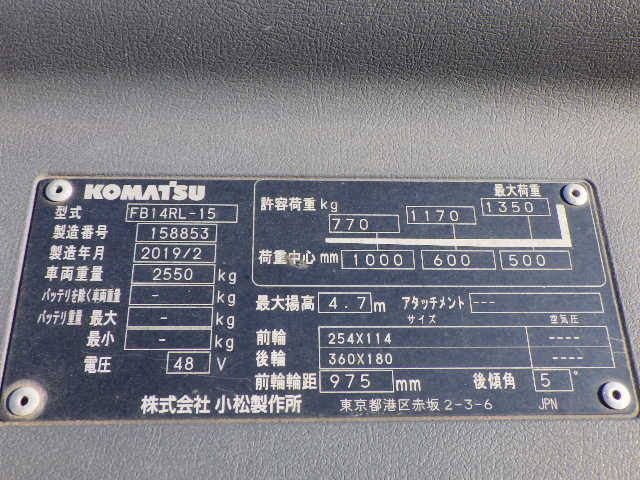 KOMATSU
型式 FB14RL-15
製造番号 158853
製造年月 2019/2
車両重量 2550 kg
バッテリを除く車両重量 - kg
バッテリ重量 最大 - kg
最小 - kg
電圧 48 V
最大荷重
許容荷重 kg 770 1170 1350
荷重中心 mm 1000 600 500
最大揚高 4.7 m アタッチメント ---
サイズ 空気圧
前輪 254X114 ----
後輪 360X180 ----
前輪輪距 975 mm 後傾角 5 °
株式会社 小松製作所 東京都港区赤坂 2-3-6 JPN